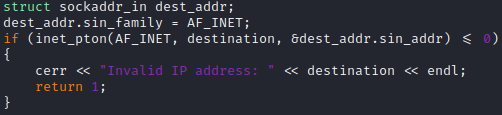 struct sockaddr_in dest_addr;
dest_addr.sin_family = AF_INET;
if (inet_pton(AF_INET, destination, &dest_addr.sin_addr) <= 0)
{
    cerr << "Invalid IP address: " << destination << endl;
    return 1;
}